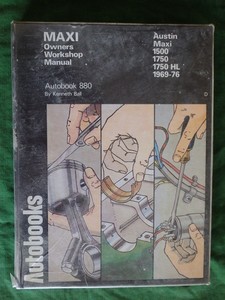 MAXI
Owners
Workshop
Manual
Autobook 880
By Kenneth Ball
Austin
Maxi
1500
1750
1750 HL
1969-76
Autobooks